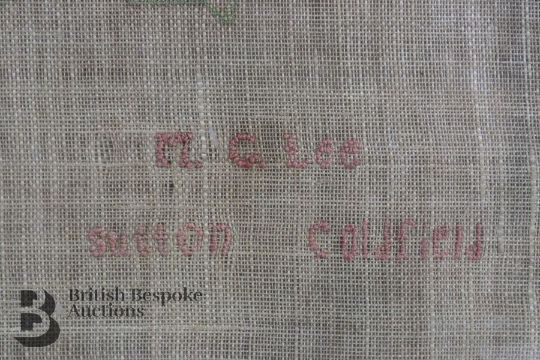 M. G. Lee
Sutton Coldfield
B
British Bespoke
Auctions